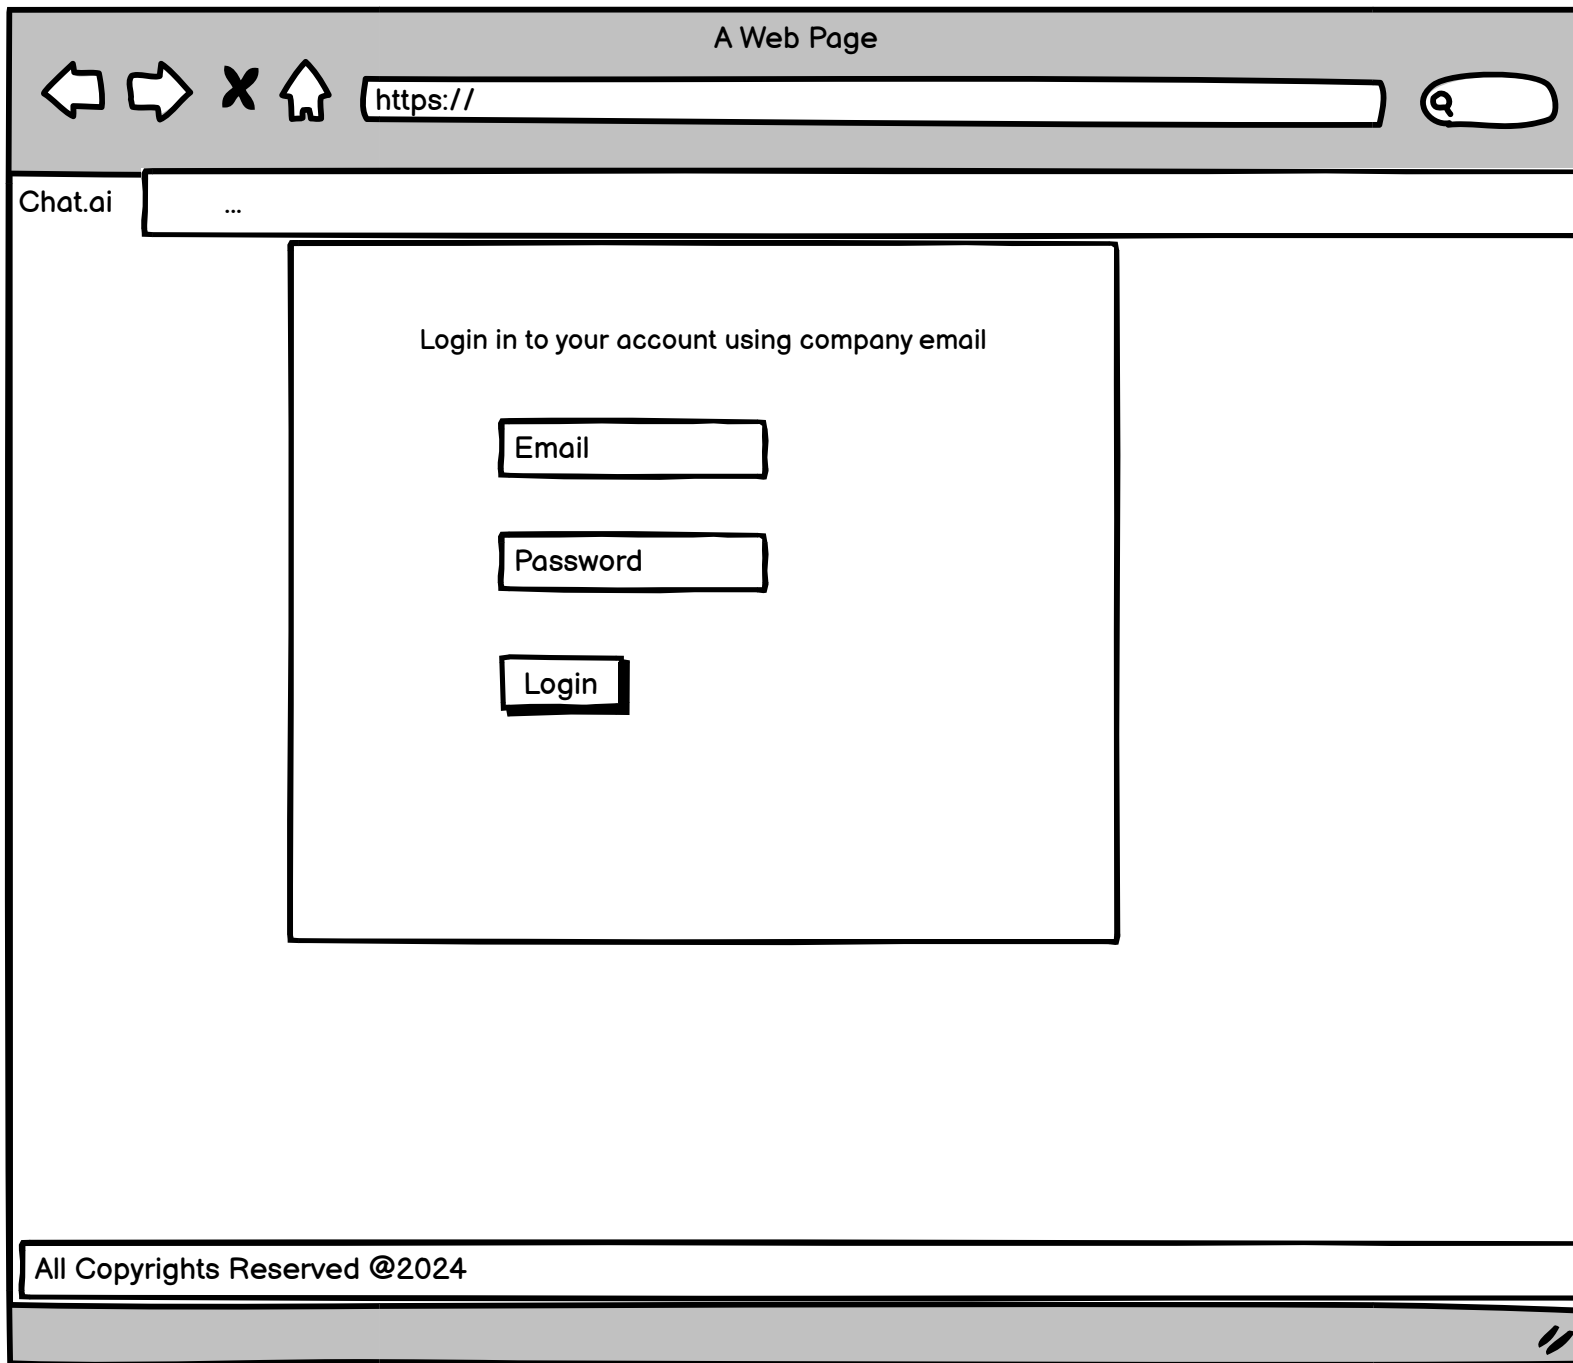 A Web Page
https://
Chat.ai
...
Login in to your account using company email
Email
Password
Login
All Copyrights Reserved @2024